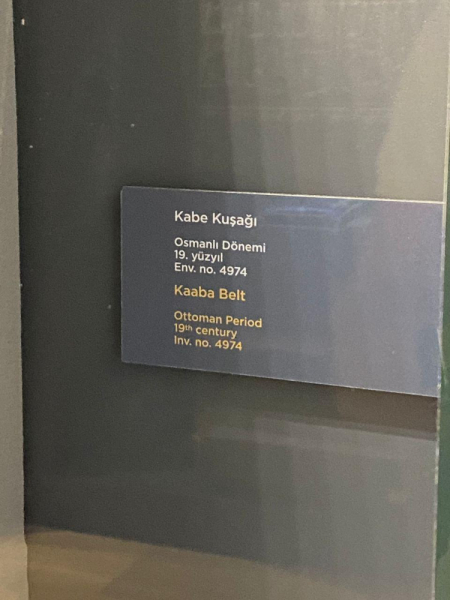 Kabe Kuşağı
Osmanlı Dönemi
19. yüzyıl
Env. no. 4974
Kaaba Belt
Ottoman Period
19th century
Inv. no. 4974